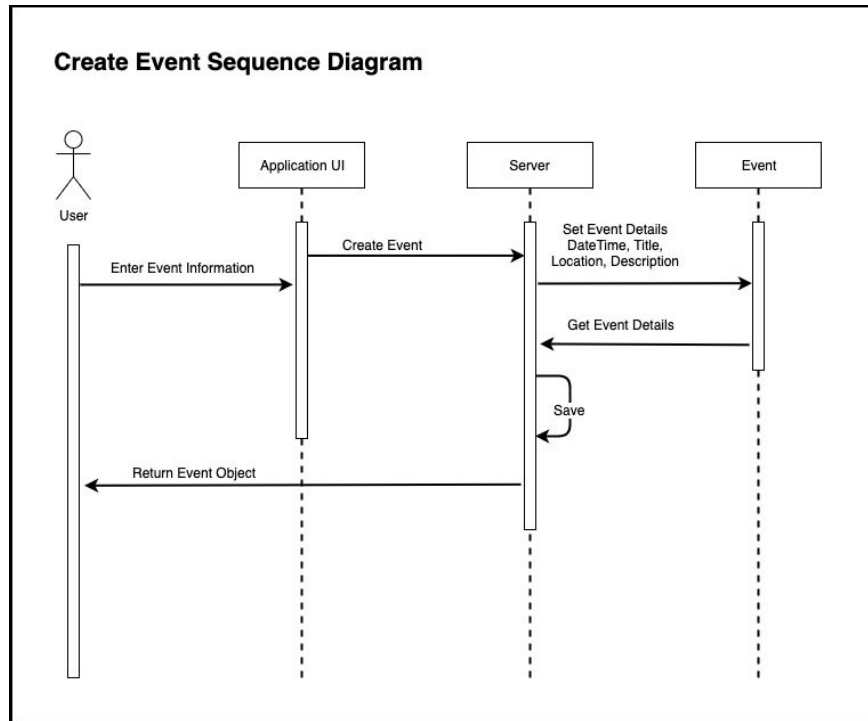 Create Event Sequence Diagram
User
Application UI
Server
Event
Create Event
Enter Event Information
Set Event Details
DateTime, Title,
Location, Description
Get Event Details
Save
Return Event Object